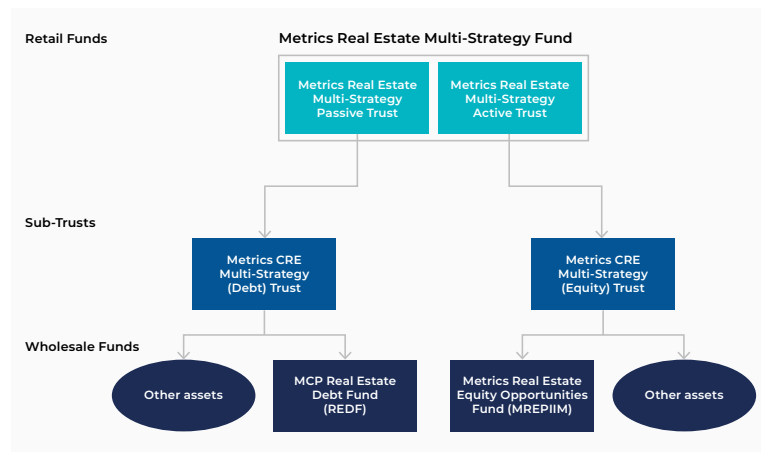 Retail Funds
Metrics Real Estate Multi-Strategy Fund
Metrics Real Estate
Multi-Strategy
Passive Trust
Metrics Real Estate
Multi-Strategy
Active Trust
Sub-Trusts
Metrics CRE
Multi-Strategy
(Debt) Trust
Metrics CRE
Multi-Strategy
(Equity) Trust
Wholesale Funds
Other assets
MCP Real Estate
Debt Fund
(REDF)
Metrics Real Estate
Equity Opportunities
Fund (MREPIIM)
Other assets